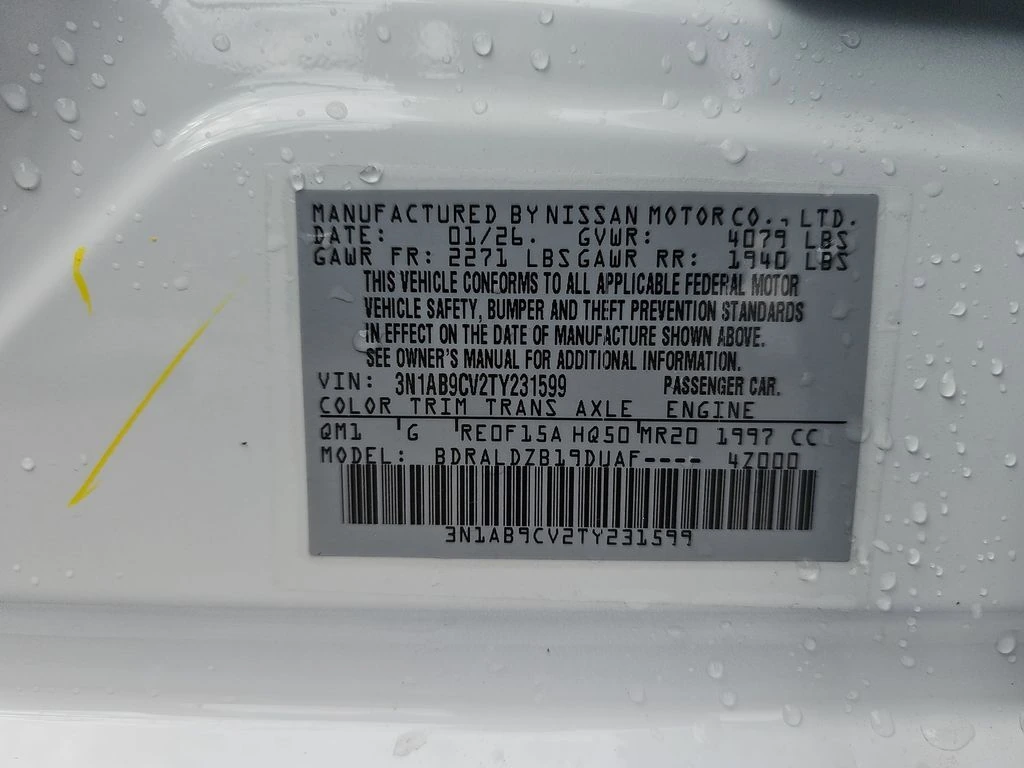 MANUFACTURED BY NISSAN MOTOR CO., LTD.
DATE: 01/26. GVWR: 4079 LBS
GAWR FR: 2271 LBS GAWR RR: 1940 LBS
THIS VEHICLE CONFORMS TO ALL APPLICABLE FEDERAL MOTOR
VEHICLE SAFETY, BUMPER AND THEFT PREVENTION STANDARDS
IN EFFECT ON THE DATE OF MANUFACTURE SHOWN ABOVE.
SEE OWNER'S MANUAL FOR ADDITIONAL INFORMATION.
VIN: 3N1AB9CV2TY231599 PASSENGER CAR.
COLOR TRIM TRANS AXLE ENGINE
QM1 G RE0F15A HQ50 MR20 1997 CC
MODEL: BDRALDZB19DUAF---- 4Z000
3N1AB9CV2TY231599